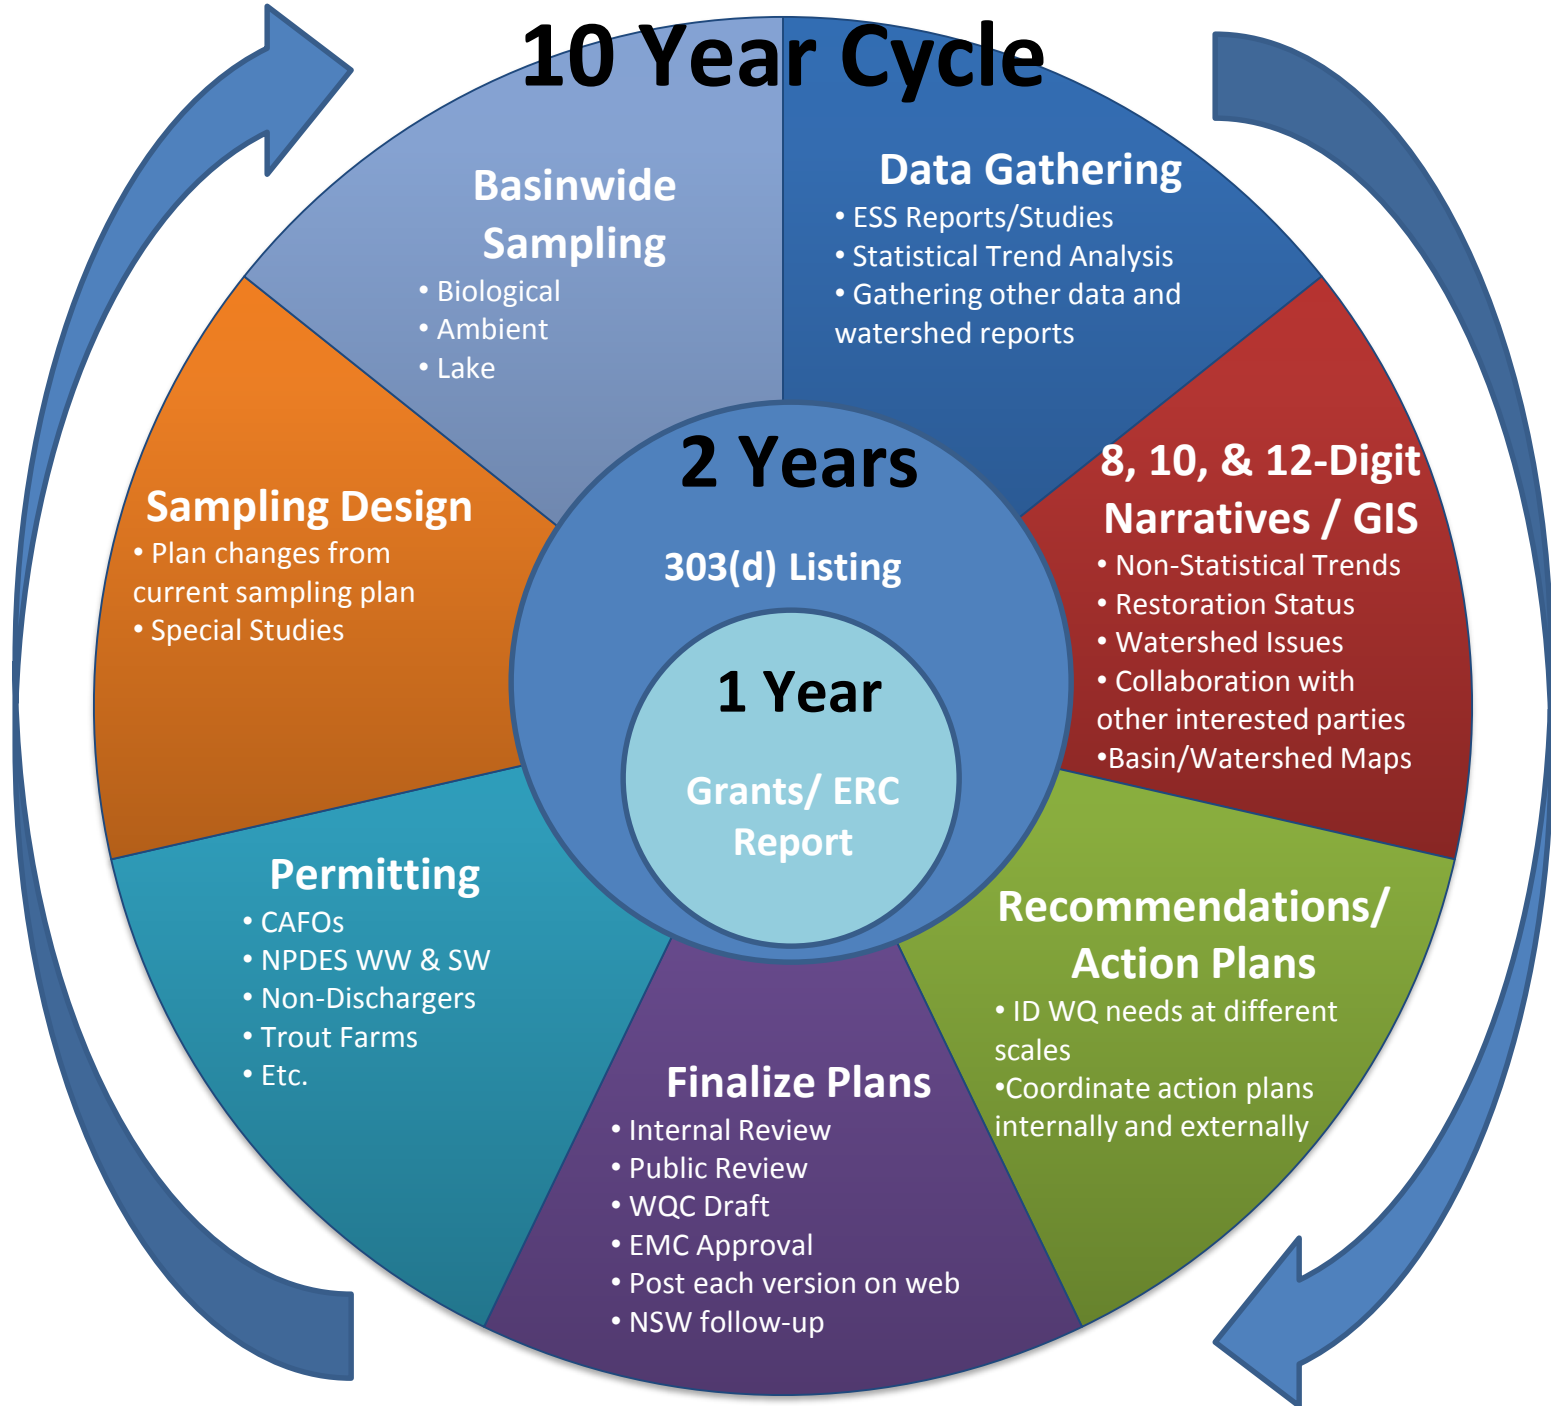 10 Year Cycle
Data Gathering
• ESS Reports/Studies
• Statistical Trend Analysis
• Gathering other data and
watershed reports
8, 10, & 12-Digit
Narratives / GIS
• Non-Statistical Trends
• Restoration Status
• Watershed Issues
• Collaboration with
other interested parties
•Basin/Watershed Maps
Recommendations/
Action Plans
• ID WQ needs at different
scales
•Coordinate action plans
internally and externally
Finalize Plans
• Internal Review
• Public Review
• WQC Draft
• EMC Approval
• Post each version on web
• NSW follow-up
Permitting
• CAFOs
• NPDES WW & SW
• Non-Dischargers
• Trout Farms
• Etc.
Sampling Design
• Plan changes from
current sampling plan
• Special Studies
Basinwide
Sampling
• Biological
• Ambient
• Lake
2 Years
303(d) Listing
1 Year
Grants/ ERC
Report